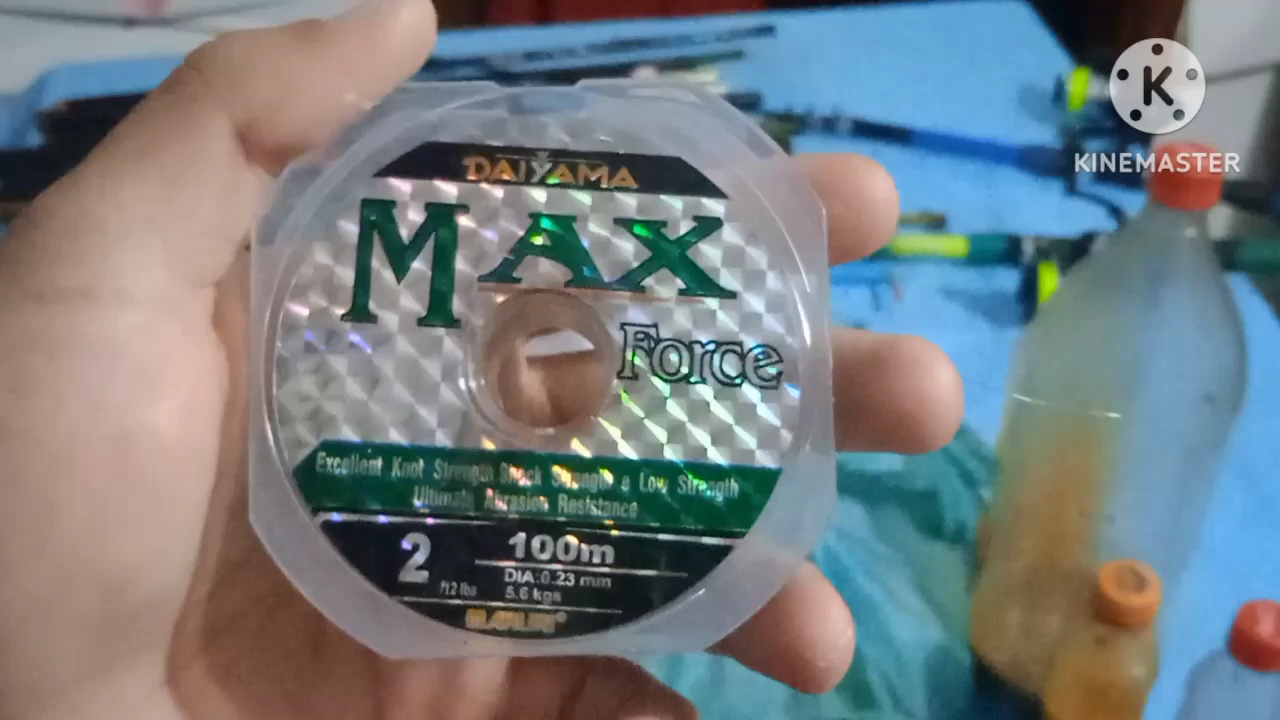 DAIYAMA
MAX
Force
Excellent Knot Strength Shock Strength e Low Strength
Ultimate Abrasion Resistance
2
100m
DIA:0.23 mm
5.6 kgs
K
KINEMASTER